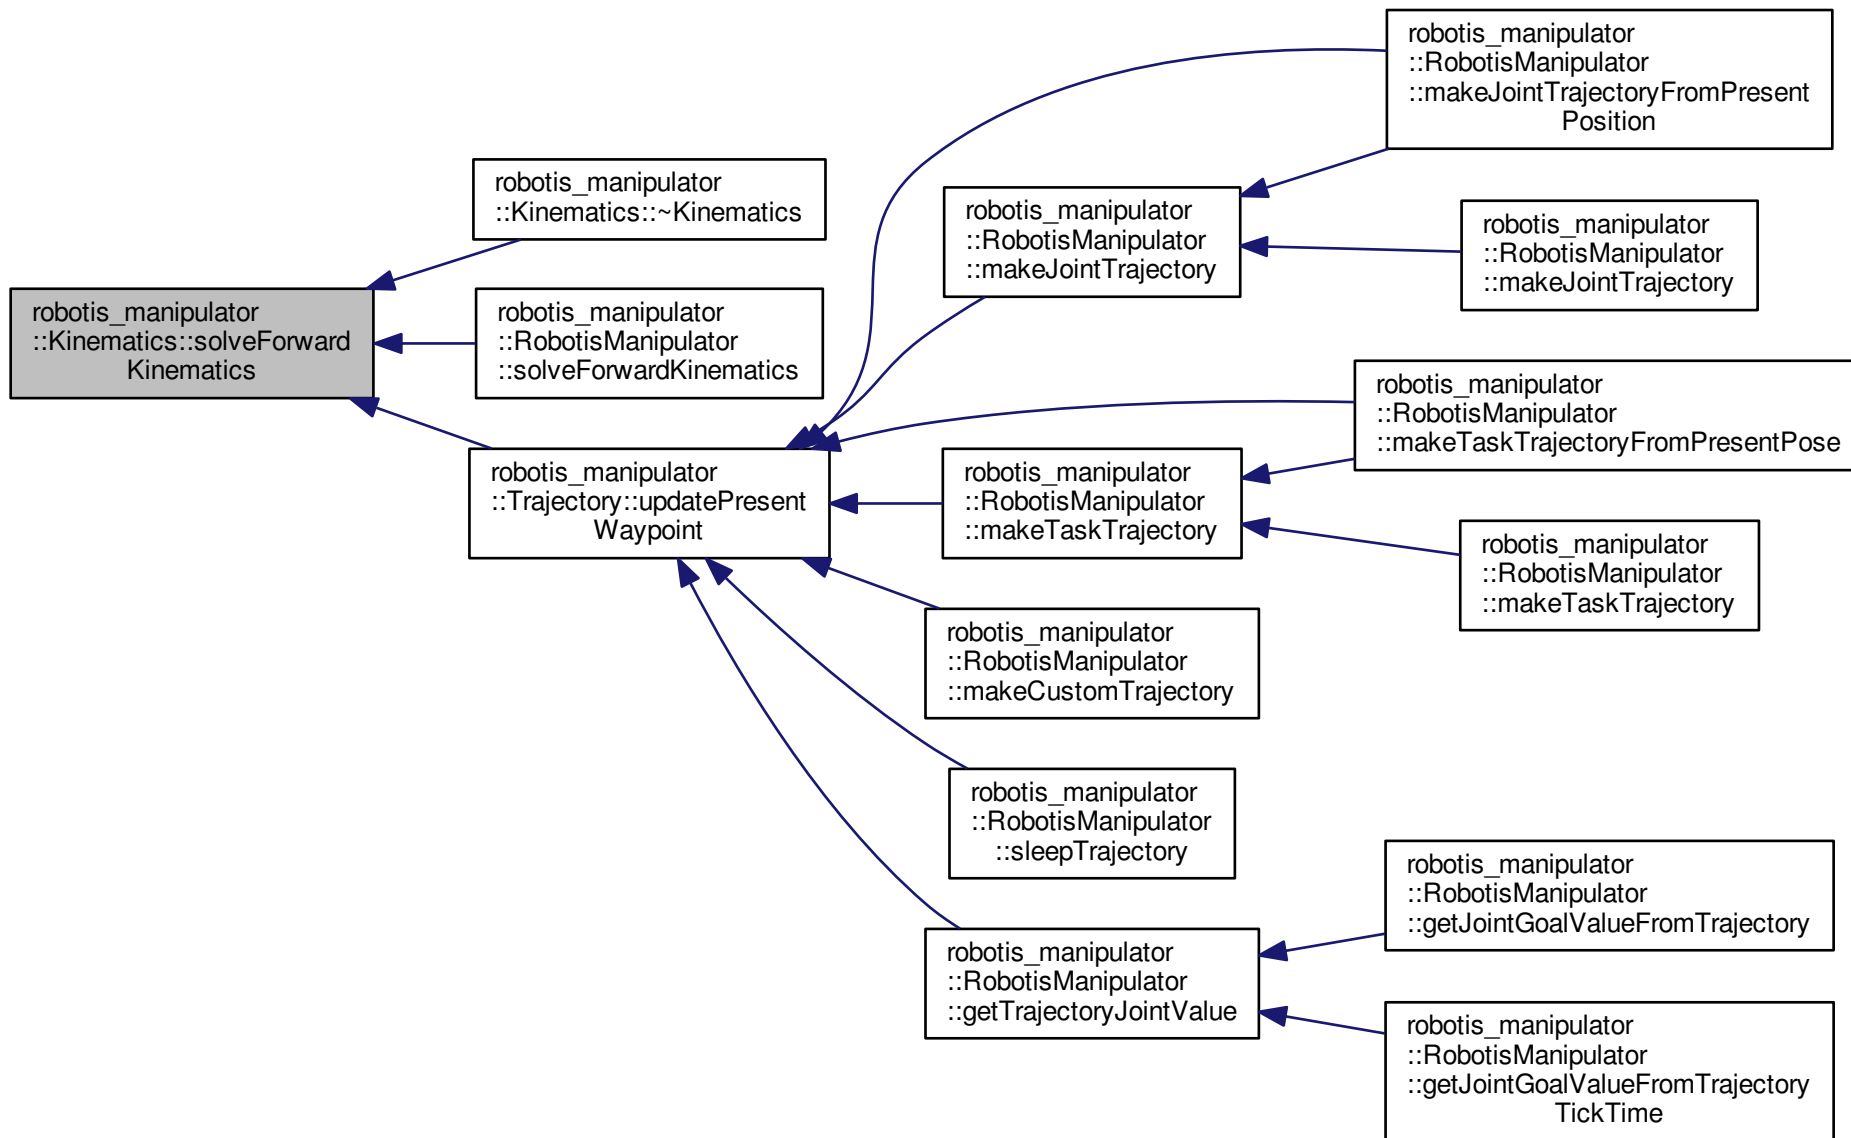 robotis_manipulator
::Kinematics::solveForward
Kinematics
robotis_manipulator
::Kinematics::~Kinematics
robotis_manipulator
::RobotisManipulator
::solveForwardKinematics
robotis_manipulator
::Trajectory::updatePresent
Waypoint
robotis_manipulator
::RobotisManipulator
::makeJointTrajectoryFromPresent
Position
robotis_manipulator
::RobotisManipulator
::makeJointTrajectory
robotis_manipulator
::RobotisManipulator
::makeJointTrajectory
robotis_manipulator
::RobotisManipulator
::makeTaskTrajectoryFromPresentPose
robotis_manipulator
::RobotisManipulator
::makeTaskTrajectory
robotis_manipulator
::RobotisManipulator
::makeTaskTrajectory
robotis_manipulator
::RobotisManipulator
::makeCustomTrajectory
robotis_manipulator
::RobotisManipulator
::sleepTrajectory
robotis_manipulator
::RobotisManipulator
::getTrajectoryJointValue
robotis_manipulator
::RobotisManipulator
::getJointGoalValueFromTrajectory
robotis_manipulator
::RobotisManipulator
::getJointGoalValueFromTrajectory
TickTime